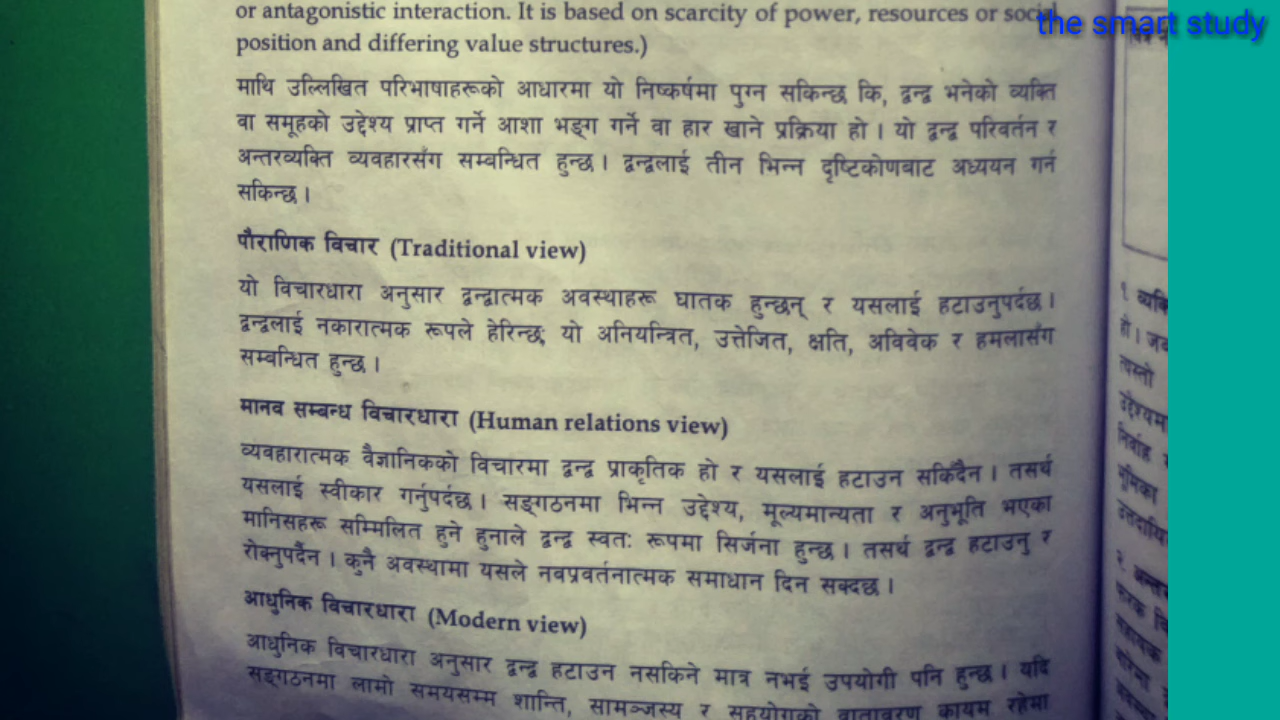 or antagonistic interaction. It is based on scarcity of power, resources or social
the smart study
position and differing value structures.)
माथि उल्लिखित परिभाषाहरूको आधारमा यो निष्कर्षमा पुग्न सकिन्छ कि, द्वन्द्व भनेको व्यक्ति
वा समूहको उद्देश्य प्राप्त गर्ने आशा भङ्ग गर्ने वा हार खाने प्रक्रिया हो । यो द्वन्द्व परिवर्तन र
अन्तरव्यक्ति व्यवहारसँग सम्बन्धित हुन्छ । द्वन्द्वलाई तीन भिन्न दृष्टिकोणबाट अध्ययन गर्न
सकिन्छ ।
पौराणिक विचार (Traditional view)
यो विचारधारा अनुसार द्वन्द्वात्मक अवस्थाहरू घातक हुन्छन् र यसलाई हटाउनुपर्दछ ।
द्वन्द्वलाई नकारात्मक रूपले हेरिन्छ; यो अनियन्त्रित, उत्तेजित, क्षति, अविवेक र हमलासँग
सम्बन्धित हुन्छ ।
मानव सम्बन्ध विचारधारा (Human relations view)
व्यवहारात्मक वैज्ञानिकको विचारमा द्वन्द्व प्राकृतिक हो र यसलाई हटाउन सकिंदैन । तसर्थ
यसलाई स्वीकार गर्नुपर्दछ । सङ्गठनमा भिन्न उद्देश्य, मूल्यमान्यता र अनुभूति भएका
मानिसहरू सम्मिलित हुने हुनाले द्वन्द्व स्वतः रूपमा सिर्जना हुन्छ । तसर्थ द्वन्द्व हटाउनु र
रोक्नुपर्दैन । कुनै अवस्थामा यसले नवप्रवर्तनात्मक समाधान दिन सक्दछ ।
आधुनिक विचारधारा (Modern view)
आधुनिक विचारधारा अनुसार द्वन्द्व हटाउन नसकिने मात्र नभई उपयोगी पनि हुन्छ । यदि
सङ्गठनमा लामो समयसम्म शान्ति, सामञ्जस्य र सहयोगको वातावरण कायम रहेमा
१. व्यक्ति
हो । जब
त्यस्तो
निर्वाह
भूमिका